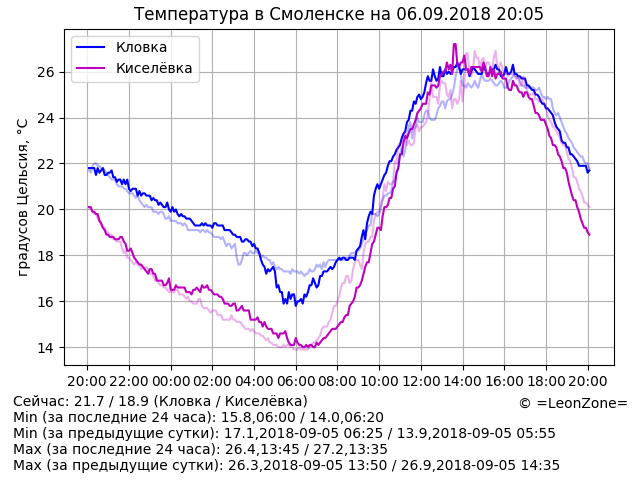 Температура в Смоленске на 06.09.2018 20:05
Кловка
Киселёвка
градусов Цельсия, °C
26
24
22
20
18
16
14
20:00 22:00 00:00 02:00 04:00 06:00 08:00 10:00 12:00 14:00 16:00 18:00 20:00
Сейчас: 21.7 / 18.9 (Кловка / Киселёвка)
© =LeonZone=
Min (за последние 24 часа): 15.8,06:00 / 14.0,06:20
Min (за предыдущие сутки): 17.1,2018-09-05 06:25 / 13.9,2018-09-05 05:55
Max (за последние 24 часа): 26.4,13:45 / 27.2,13:35
Max (за предыдущие сутки): 26.3,2018-09-05 13:50 / 26.9,2018-09-05 14:35